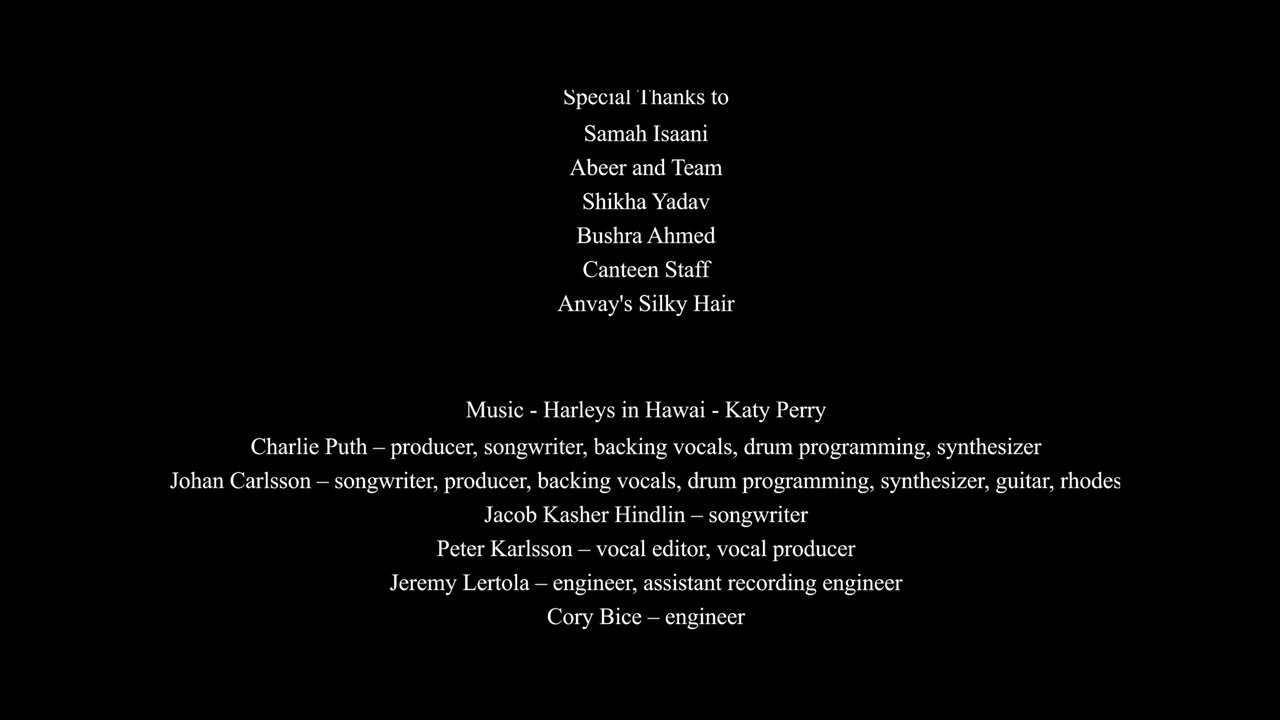 Special Thanks to
Samah Isaani
Abeer and Team
Shikha Yadav
Bushra Ahmed
Canteen Staff
Anvay's Silky Hair
Music - Harleys in Hawai - Katy Perry
Charlie Puth – producer, songwriter, backing vocals, drum programming, synthesizer
Johan Carlsson – songwriter, producer, backing vocals, drum programming, synthesizer, guitar, rhodes
Jacob Kasher Hindlin – songwriter
Peter Karlsson – vocal editor, vocal producer
Jeremy Lertola – engineer, assistant recording engineer
Cory Bice – engineer